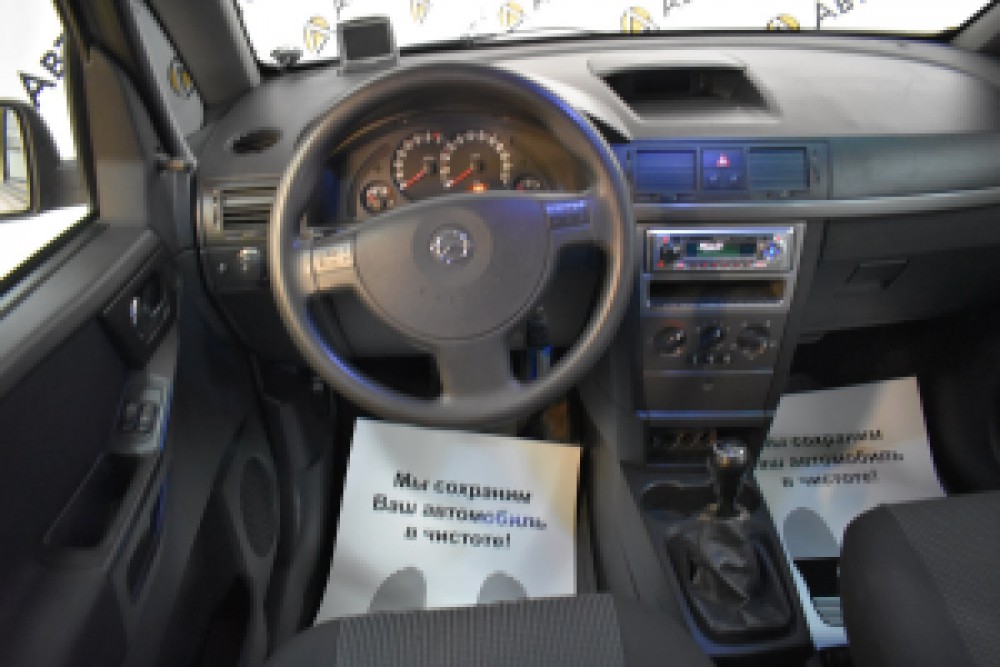 Мы сохраним
Ваш автомобиль
в чистоте!
Мы сохраним
Ваш автомобиль
в чистоте!